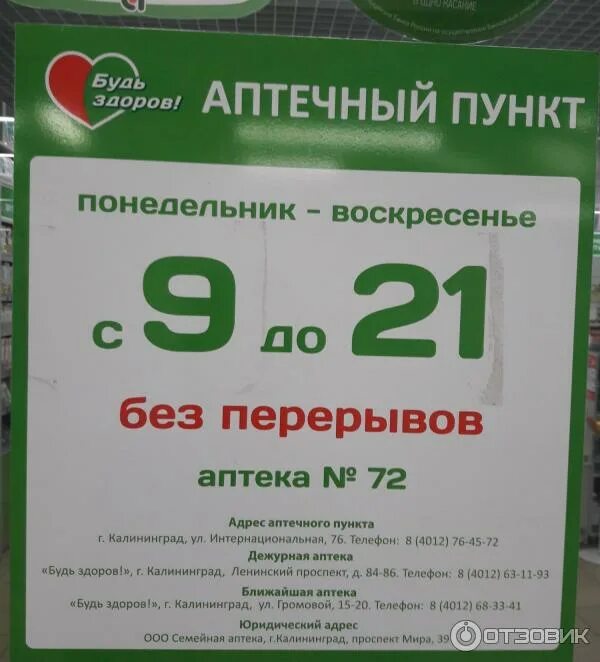 В ОДНО КАСАНИЕ
Будь
здоров!
АПТЕЧНЫЙ ПУНКТ
понедельник – воскресенье
с 9 до 21
без перерывов
аптека № 72
Адрес аптечного пункта
г. Калининград, ул. Интернациональная, 76. Телефон: 8 (4012) 76-45-72
Дежурная аптека
«Будь здоров!», г. Калининград, Ленинский проспект, д. 84-86. Телефон: 8 (4012) 63-11-93
Ближайшая аптека
«Будь здоров!», г. Калининград, ул. Громовой, 15-20. Телефон: 8 (4012) 68-33-41
Юридический адрес
ООО Семейная аптека, г.Калининград, проспект Мира, 39
ОТЗОВИК